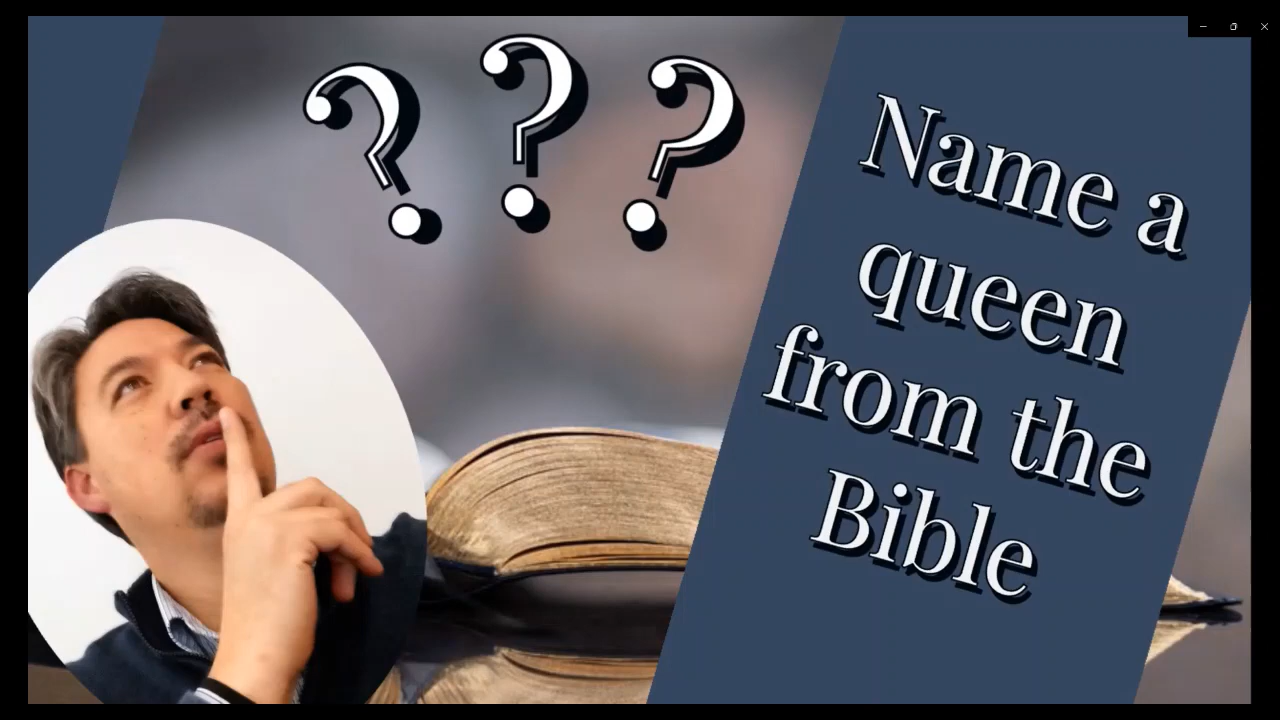 ???
Name a
queen
from the
Bible